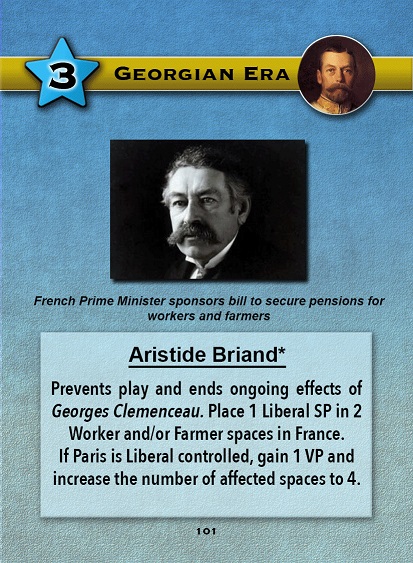 3
GEORGIAN ERA
French Prime Minister sponsors bill to secure pensions for
workers and farmers
Aristide Briand*
Prevents play and ends ongoing effects of
Georges Clemenceau. Place 1 Liberal SP in 2
Worker and/or Farmer spaces in France.
If Paris is Liberal controlled, gain 1 VP and
increase the number of affected spaces to 4.
101